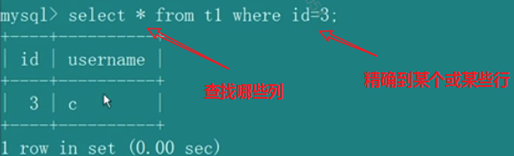 mysql> select * from t1 where id=3;
+----+----------+
| id | username |
+----+----------+
| 3 | c |
+----+----------+
1 row in set (0.00 sec)
查找哪些列
精确到某个或某些行